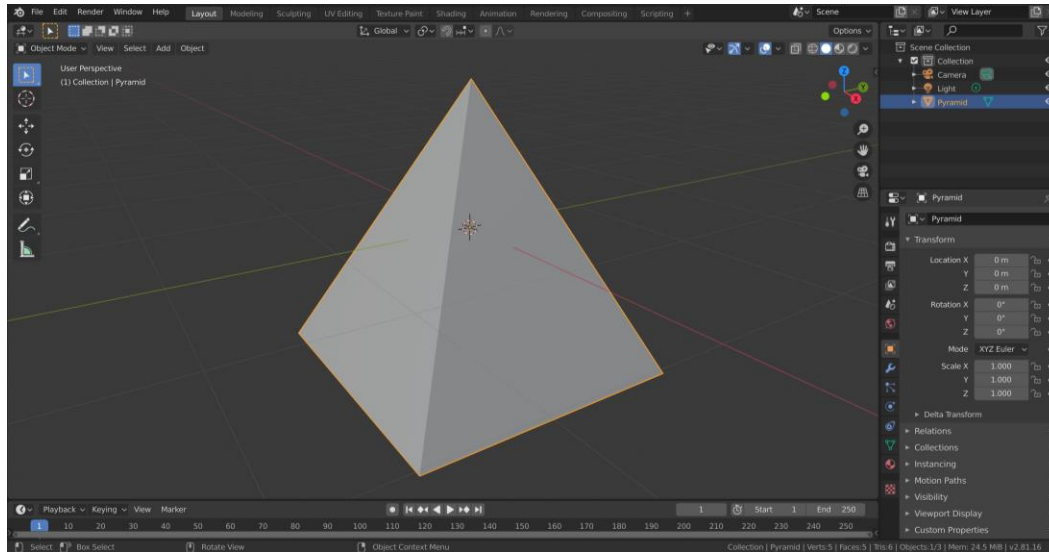 File Edit Render Window Help Layout Modeling Sculpting UV Editing Texture Paint Shading Animation Rendering Compositing Scripting + Scene View Layer
Global Options
Object Mode View Select Add Object
User Perspective
(1) Collection | Pyramid
Z
Y
X
Scene Collection
Collection
Camera
Light
Pyramid
Pyramid
Pyramid
Transform
Location X 0 m
Y 0 m
Z 0 m
Rotation X 0°
Y 0°
Z 0°
Mode XYZ Euler
Scale X 1.000
Y 1.000
Z 1.000
Delta Transform
Relations
Collections
Instancing
Motion Paths
Visibility
Viewport Display
Custom Properties
Playback Keying View Marker 1 Start 1 End 250
1 10 20 30 40 50 60 70 80 90 100 110 120 130 140 150 160 170 180 190 200 210 220 230 240 250
Select Box Select Rotate View Object Context Menu Collection | Pyramid | Verts:5 | Faces:5 | Tris:6 | Objects:1/3 | Mem: 24.5 MiB | v2.81.16